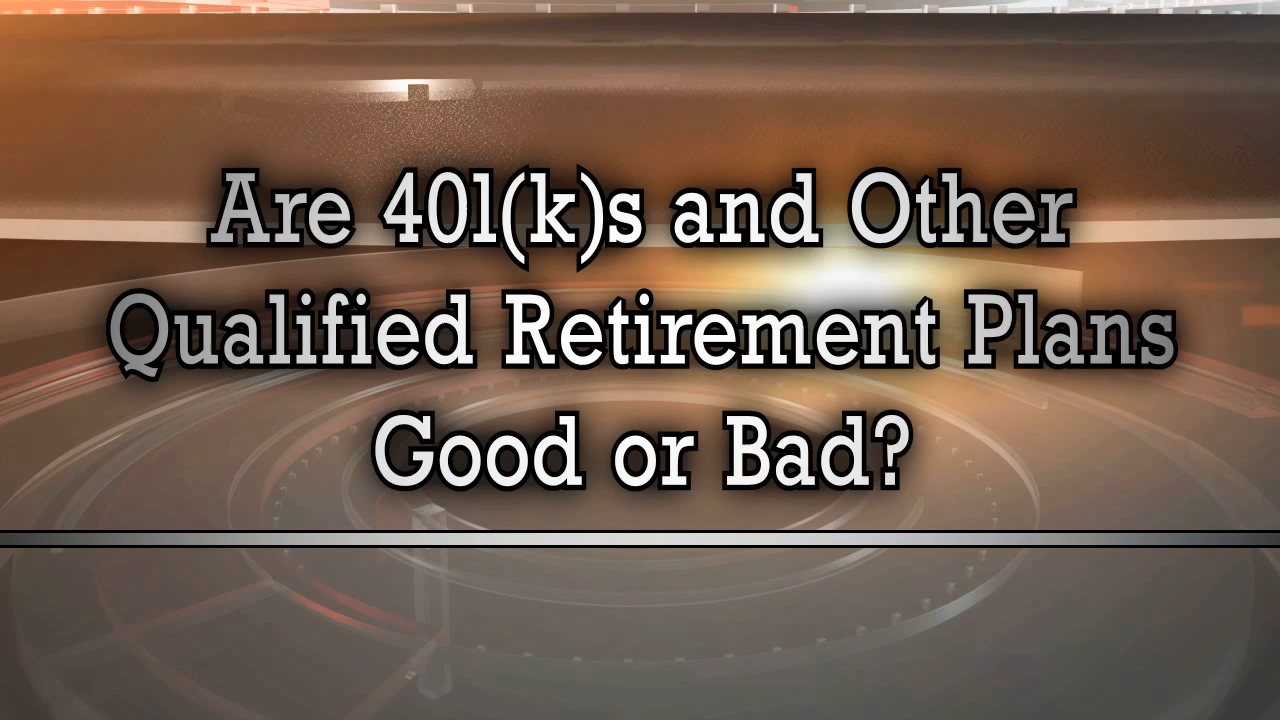 Are 401(k)s and Other
Qualified Retirement Plans
Good or Bad?